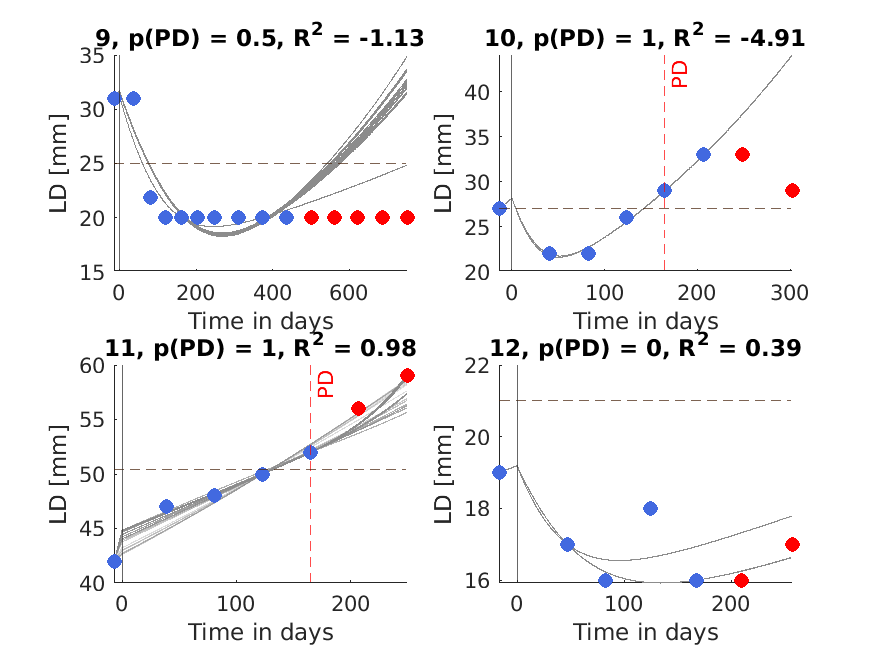 9, p(PD) = 0.5, R² = -1.13
LD [mm]
35
30
25
20
15
0
200
400
600
Time in days
10, p(PD) = 1, R² = -4.91
LD [mm]
40
35
30
25
20
PD
0
100
200
300
Time in days
11, p(PD) = 1, R² = 0.98
LD [mm]
60
55
50
45
40
PD
0
100
200
Time in days
12, p(PD) = 0, R² = 0.39
LD [mm]
22
20
18
16
0
100
200
Time in days